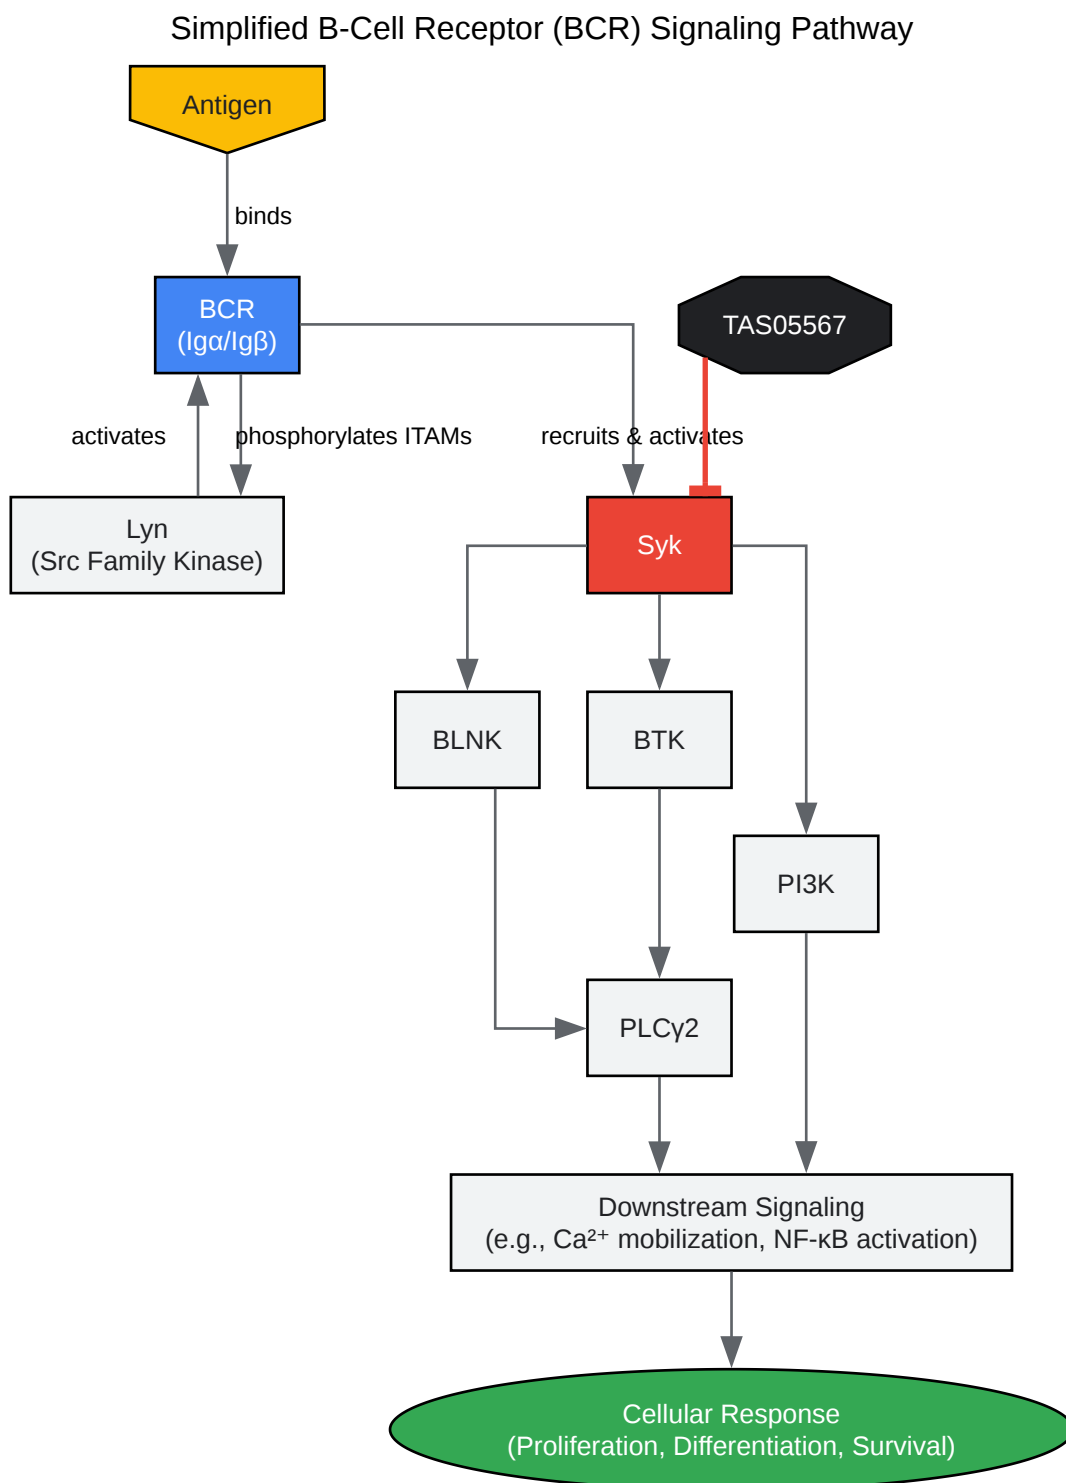 Simplified B-Cell Receptor (BCR) Signaling Pathway
Antigen
binds
BCR
(Igα/Igβ)
TAS05567
activates
phosphorylates ITAMs
recruits & activates
Lyn
(Src Family Kinase)
Syk
BLNK
BTK
PI3K
PLCγ2
Downstream Signaling
(e.g., Ca²⁺ mobilization, NF-κB activation)
Cellular Response
(Proliferation, Differentiation, Survival)